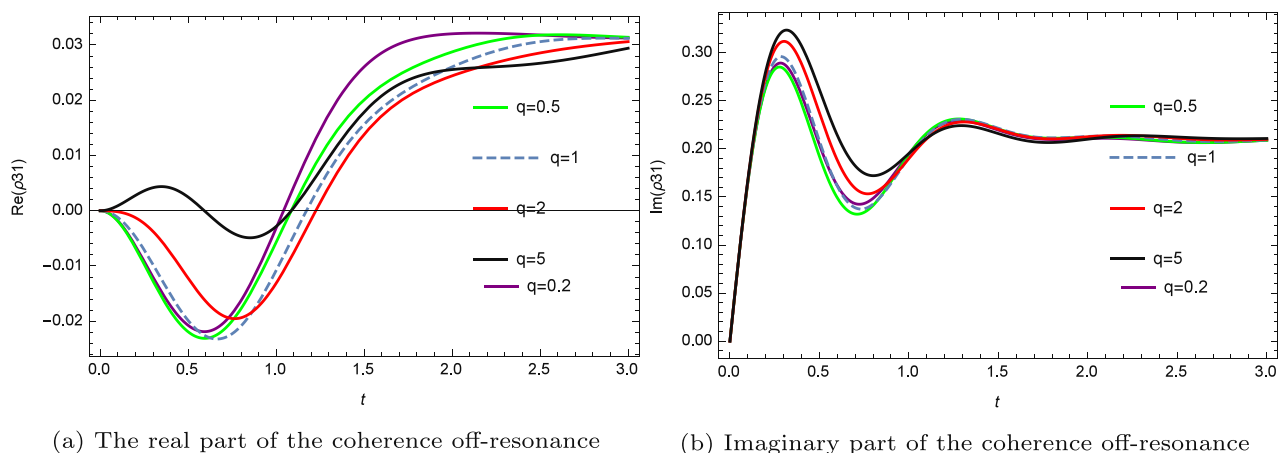 0.03
0.02
0.01
0.00
−0.01
−0.02
Re(ρ31)
0.0 0.5 1.0 1.5 2.0 2.5 3.0
t
q=0.5
q=1
q=2
q=5
q=0.2
(a) The real part of the coherence off-resonance
0.30
0.25
0.20
0.15
0.10
0.05
0.00
Im(ρ31)
0.0 0.5 1.0 1.5 2.0 2.5 3.0
t
q=0.5
q=1
q=2
q=5
q=0.2
(b) Imaginary part of the coherence off-resonance